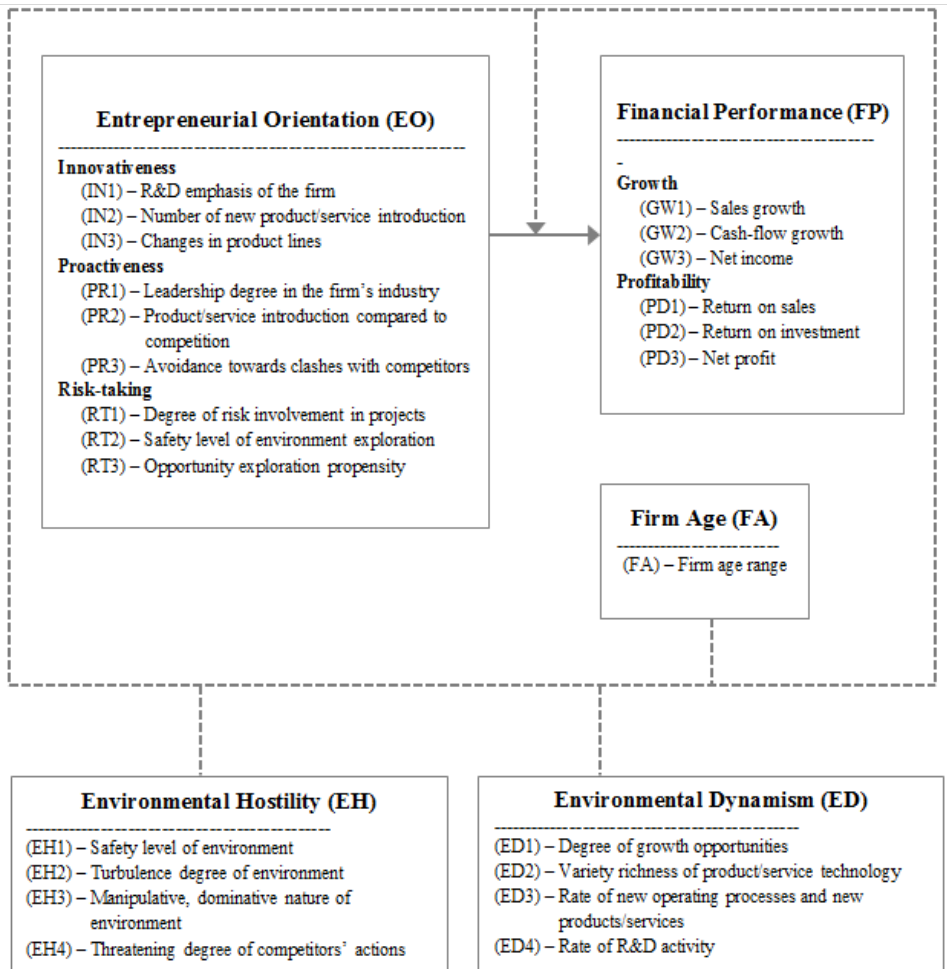 Entrepreneurial Orientation (EO)
Innovativeness
(IN1) – R&D emphasis of the firm
(IN2) – Number of new product/service introduction
(IN3) – Changes in product lines
Proactiveness
(PR1) – Leadership degree in the firm's industry
(PR2) – Product/service introduction compared to
competition
(PR3) – Avoidance towards clashes with competitors
Risk-taking
(RT1) – Degree of risk involvement in projects
(RT2) – Safety level of environment exploration
(RT3) – Opportunity exploration propensity
Financial Performance (FP)
Growth
(GW1) – Sales growth
(GW2) – Cash-flow growth
(GW3) – Net income
Profitability
(PD1) – Return on sales
(PD2) – Return on investment
(PD3) – Net profit
Firm Age (FA)
(FA) – Firm age range
Environmental Hostility (EH)
(EH1) – Safety level of environment
(EH2) – Turbulence degree of environment
(EH3) – Manipulative, dominative nature of
environment
(EH4) – Threatening degree of competitors' actions
Environmental Dynamism (ED)
(ED1) – Degree of growth opportunities
(ED2) – Variety richness of product/service technology
(ED3) – Rate of new operating processes and new
products/services
(ED4) – Rate of R&D activity